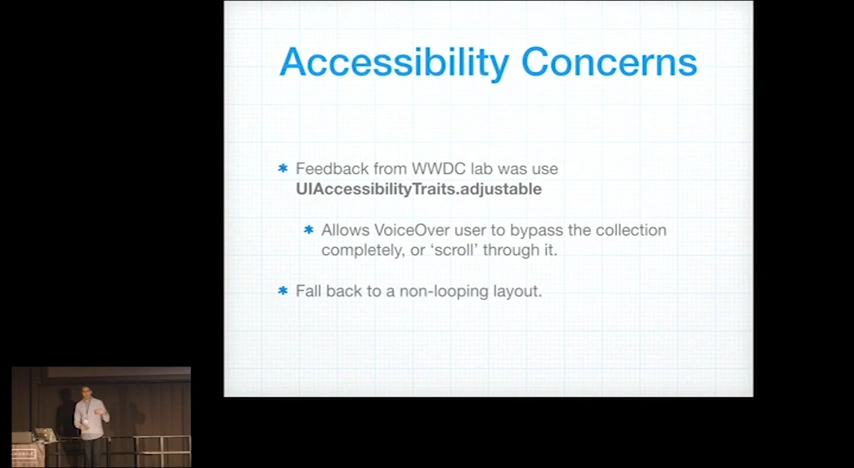 Accessibility Concerns
* Feedback from WWDC lab was use
UIAccessibilityTraits.adjustable
* Allows VoiceOver user to bypass the collection
completely, or ‘scroll’ through it.
* Fall back to a non-looping layout.